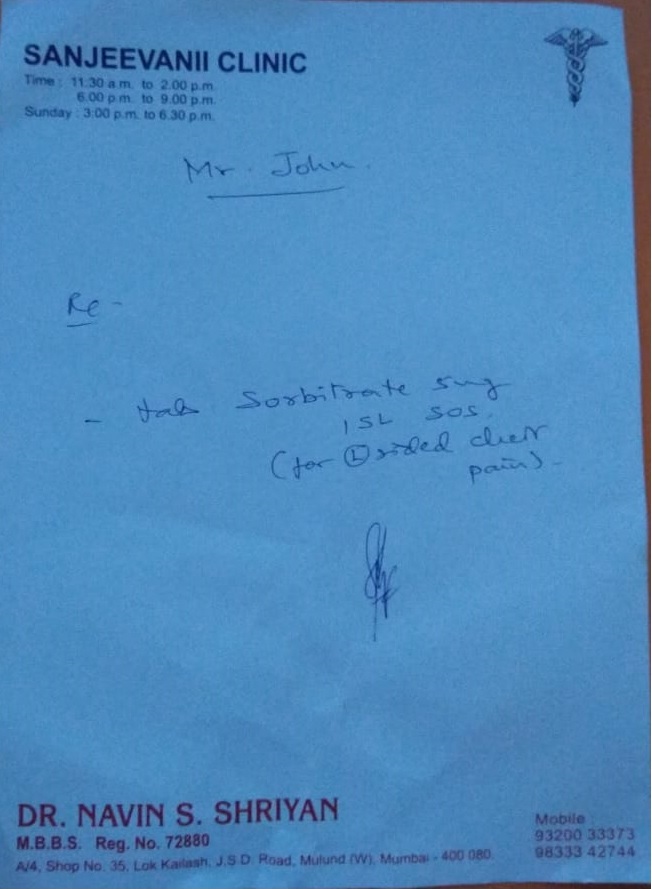 SANJEEVANII CLINIC
Time : 11:30 a.m. to 2.00 p.m.
6.00 p.m. to 9.00 p.m.
Sunday : 3:00 p.m. to 6.30 p.m.
Mr. John.
Re -
- tab Sorbitrate 5mg
1 SL SOS.
(for Ⓛ sided chest
pain) -
DR. NAVIN S. SHRIYAN
M.B.B.S. Reg. No. 72880
A/4, Shop No. 35, Lok Kailash, J.S.D. Road, Mulund (W), Mumbai - 400 080.
Mobile :
93200 33373
98333 42744